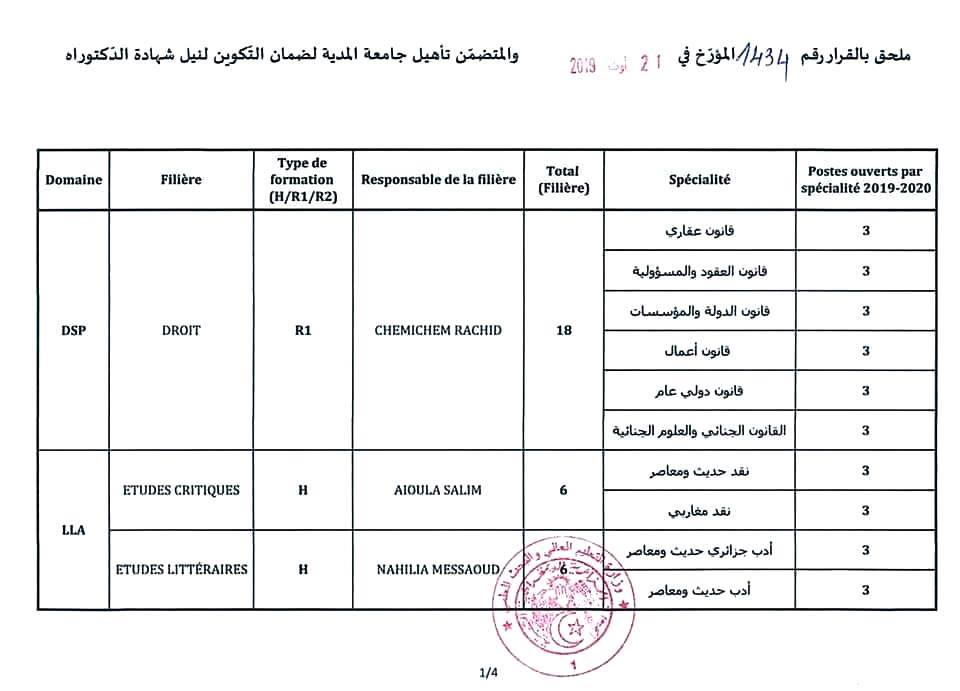 ملحق بالقرار رقم 1434 المؤرّخ في 21 أوت 2019 والمتضمّن تأهيل جامعة المدية لضمان التّكوين لنيل شهادة الدّكتوراه
Domaine Filière Type de formation (H/R1/R2) Responsable de la filière Total (Filière) Spécialité Postes ouverts par spécialité 2019-2020
DSP DROIT R1 CHEMICHEM RACHID 18
قانون عقاري 3
قانون العقود والمسؤولية 3
قانون الدولة والمؤسسات 3
قانون أعمال 3
قانون دولي عام 3
القانون الجنائي والعلوم الجنائية 3
LLA
ETUDES CRITIQUES H AIOULA SALIM 6
نقد حديث ومعاصر 3
نقد مغاربي 3
ETUDES LITTÉRAIRES H NAHILIA MESSAOUD 6
أدب جزائري حديث ومعاصر 3
أدب حديث ومعاصر 3
وزارة التعليم العالي والبحث العلمي
1
1/4